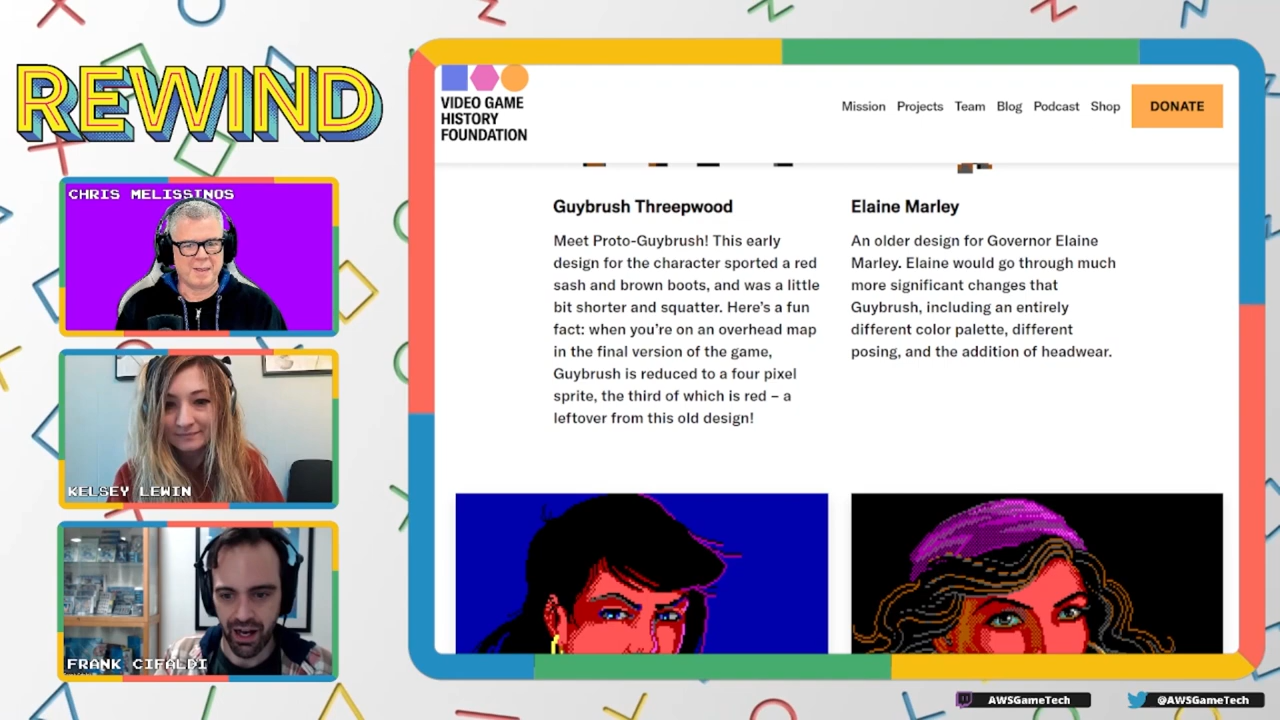 REWIND
CHRIS MELISSINOS
KELSEY LEWIN
FRANK CIFALDI
VIDEO GAME
HISTORY
FOUNDATION
Mission Projects Team Blog Podcast Shop DONATE
Guybrush Threepwood
Meet Proto-Guybrush! This early
design for the character sported a red
sash and brown boots, and was a little
bit shorter and squatter. Here's a fun
fact: when you're on an overhead map
in the final version of the game,
Guybrush is reduced to a four pixel
sprite, the third of which is red – a
leftover from this old design!
Elaine Marley
An older design for Governor Elaine
Marley. Elaine would go through much
more significant changes that
Guybrush, including an entirely
different color palette, different
posing, and the addition of headwear.
AWSGameTech
@AWSGameTech